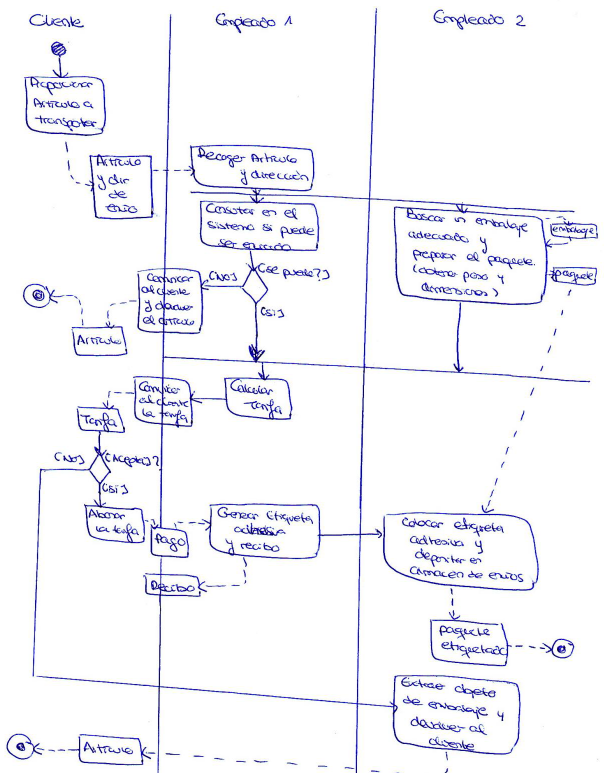 Cliente
Empleado 1
Empleado 2
Proporcionar
Artículo a
transportar
Artículo
y dir
de
envío
Recoger Artículo
y dirección
Consultar en el
sistema si puede
ser enviado
Buscar un embalaje
adecuado y
preparar el paquete.
(obtener peso y
dimensiones)
embalaje
paquete
[se puede?]
[NO]
[Si]
Comunicar
al cliente
y devolver
el artículo
Artículo
Calcular
Tarifa
Comunicar
al cliente
la tarifa
Tarifa
[NO]
[Acepta]?
[Si]
Abonar
la tarifa
Pago
Generar Etiqueta
adhesiva
y recibo
Recibo
Colocar etiqueta
adhesiva y
depositar en
almacen de envíos
paquete
etiquetado
Extraer objeto
de embalaje y
devolver al
cliente
Artículo